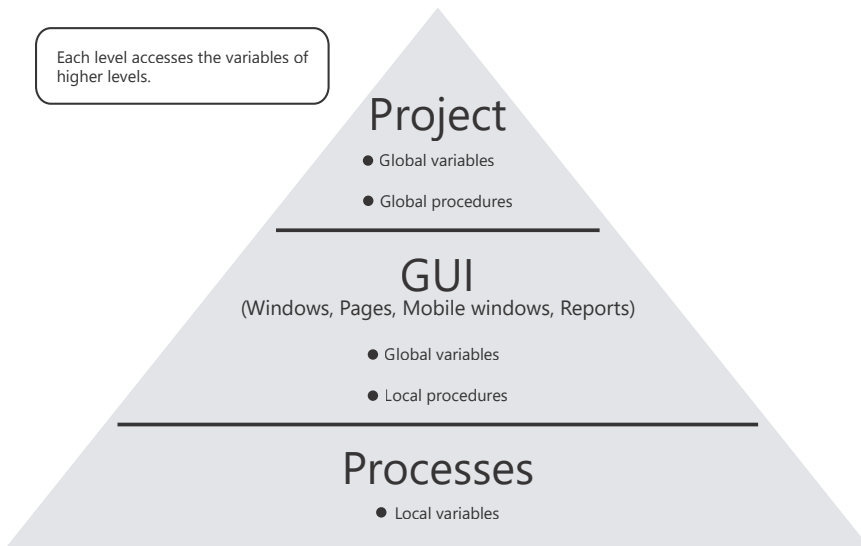 Each level accesses the variables of
higher levels.
Project
● Global variables
● Global procedures
GUI
(Windows, Pages, Mobile windows, Reports)
● Global variables
● Local procedures
Processes
● Local variables